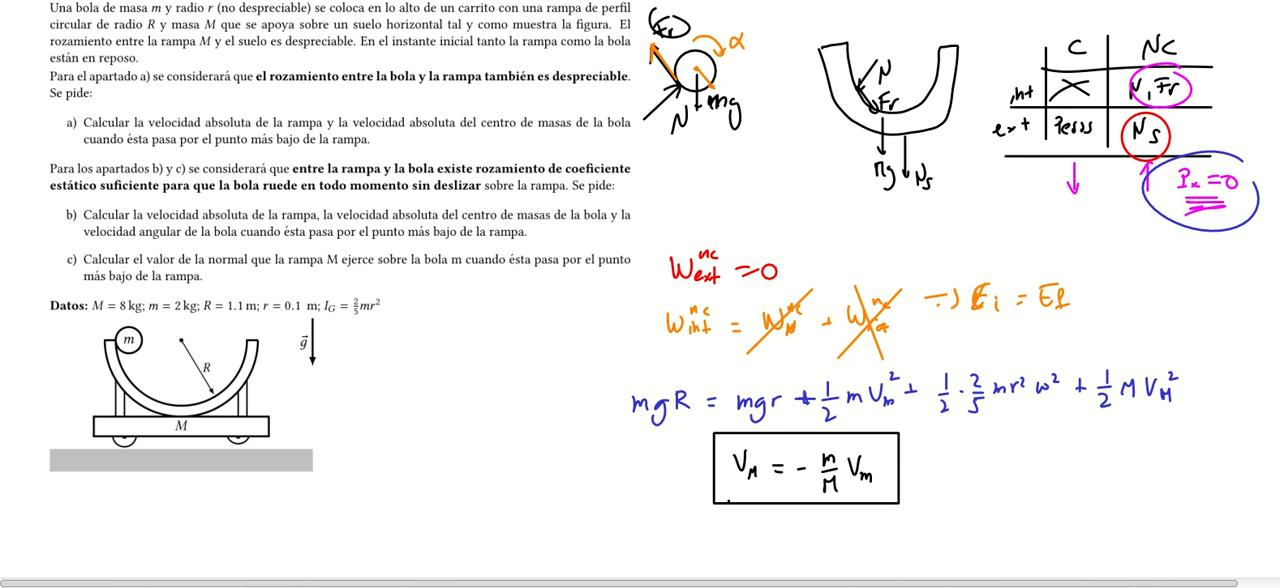 Una bola de masa m y radio r (no despreciable) se coloca en lo alto de un carrito con una rampa de perfil
circular de radio R y masa M que se apoya sobre un suelo horizontal tal y como muestra la figura. El
rozamiento entre la rampa M y el suelo es despreciable. En el instante inicial tanto la rampa como la bola
están en reposo.
Para el apartado a) se considerará que el rozamiento entre la bola y la rampa también es despreciable.
Se pide:
a) Calcular la velocidad absoluta de la rampa y la velocidad absoluta del centro de masas de la bola
cuando ésta pasa por el punto más bajo de la rampa.
Para los apartados b) y c) se considerará que entre la rampa y la bola existe rozamiento de coeficiente
estático suficiente para que la bola ruede en todo momento sin deslizar sobre la rampa. Se pide:
b) Calcular la velocidad absoluta de la rampa, la velocidad absoluta del centro de masas de la bola y la
velocidad angular de la bola cuando ésta pasa por el punto más bajo de la rampa.
c) Calcular el valor de la normal que la rampa M ejerce sobre la bola m cuando ésta pasa por el punto
más bajo de la rampa.
Datos: M = 8 kg; m = 2 kg; R = 1.1 m; r = 0.1 m; I_G = 2/5 mr²
m
R
M
g⃗
Fr
α
N
mg
N
Fr
Mg
Ns
C NC
int N, Fr
ext Pesos Ns
Px = 0
W ext nc = 0
W int nc = W N nc + W nc → Ei = Ef
mgR = mgr + 1/2 m Vm² + 1/2 · 2/5 mr² ω² + 1/2 M VM²
VM = - m/M Vm